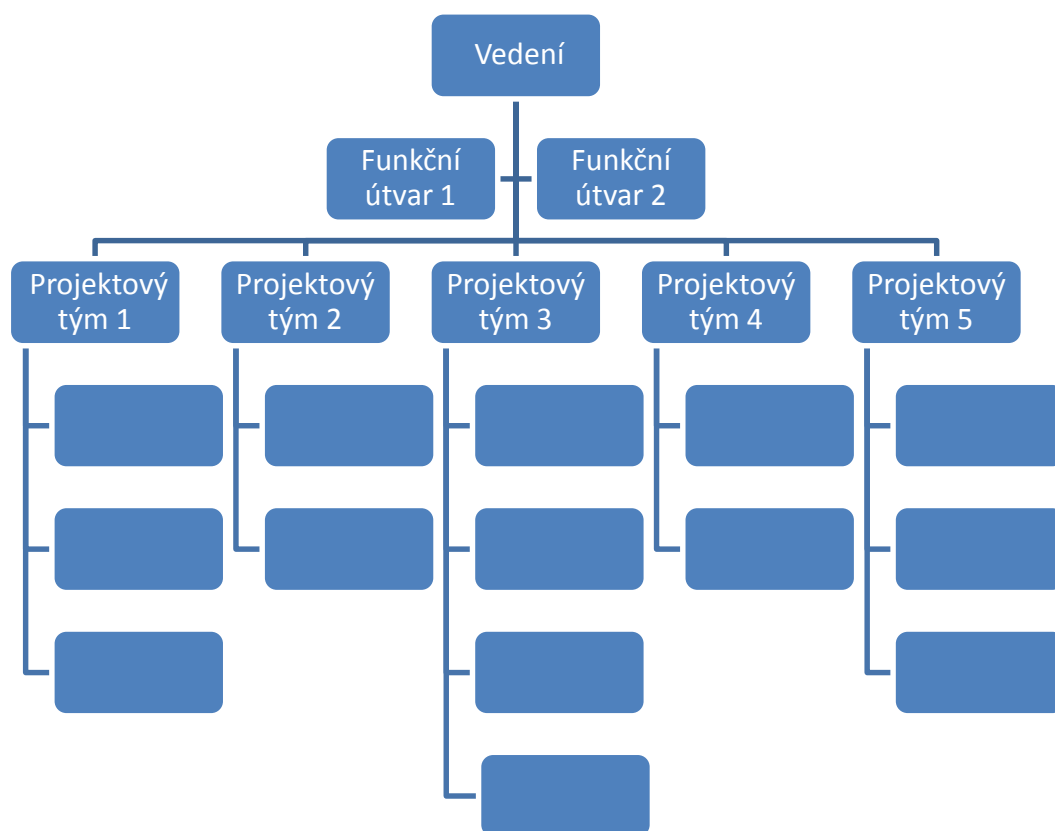 Vedení
Funkční
útvar 1
Funkční
útvar 2
Projektový
tým 1
Projektový
tým 2
Projektový
tým 3
Projektový
tým 4
Projektový
tým 5